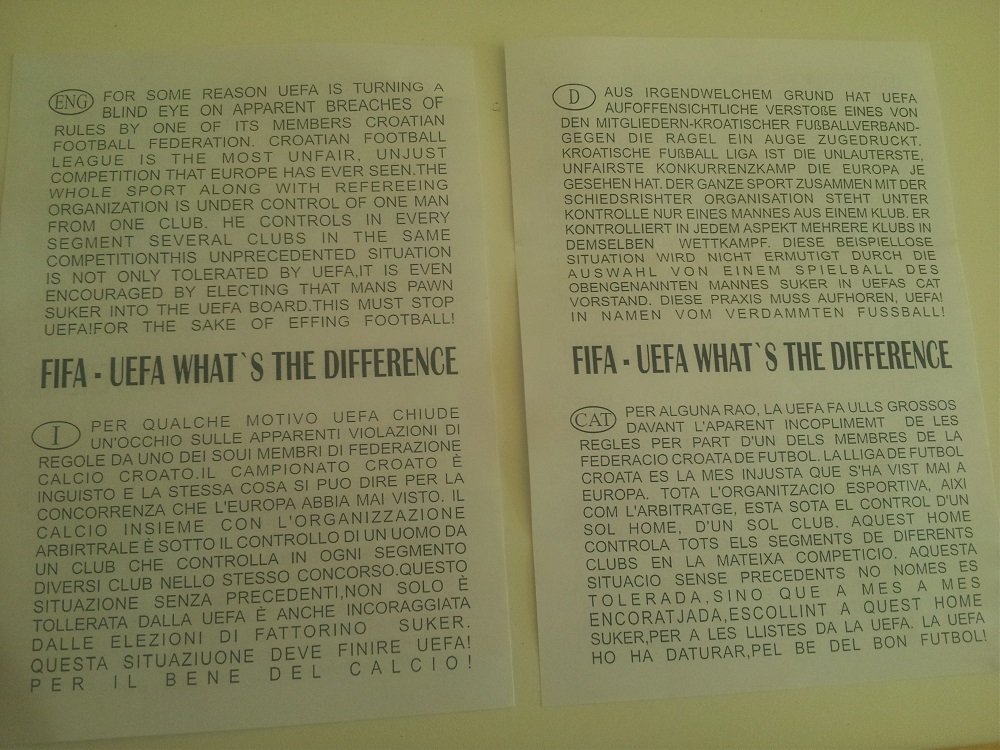 ENG FOR SOME REASON UEFA IS TURNING A
BLIND EYE ON APPARENT BREACHES OF
RULES BY ONE OF ITS MEMBERS CROATIAN
FOOTBALL FEDERATION. CROATIAN FOOTBALL
LEAGUE IS THE MOST UNFAIR, UNJUST
COMPETITION THAT EUROPE HAS EVER SEEN.THE
WHOLE SPORT ALONG WITH REFEREEING
ORGANIZATION IS UNDER CONTROL OF ONE MAN
FROM ONE CLUB. HE CONTROLS IN EVERY
SEGMENT SEVERAL CLUBS IN THE SAME
COMPETITIONTHIS UNPRECEDENTED SITUATION
IS NOT ONLY TOLERATED BY UEFA,IT IS EVEN
ENCOURAGED BY ELECTING THAT MANS PAWN
SUKER INTO THE UEFA BOARD.THIS MUST STOP
UEFA!FOR THE SAKE OF EFFING FOOTBALL!
FIFA - UEFA WHAT`S THE DIFFERENCE
I PER QUALCHE MOTIVO UEFA CHIUDE
UN'OCCHIO SULLE APPARENTI VIOLAZIONI DI
REGOLE DA UNO DEI SOUI MEMBRI DI FEDERAZIONE
CALCIO CROATO.IL CAMPIONATO CROATO È
INGUISTO E LA STESSA COSA SI PUO DIRE PER LA
CONCORRENZA CHE L'EUROPA ABBIA MAI VISTO. IL
CALCIO INSIEME CON L'ORGANIZZAZIONE
ARBIRTRALE È SOTTO IL CONTROLLO DI UN UOMO DA
UN CLUB CHE CONTROLLA IN OGNI SEGMENTO
DIVERSI CLUB NELLO STESSO CONCORSO.QUESTO
SITUAZIONE SENZA PRECEDENTI,NON SOLO È
TOLLERATA DALLA UEFA È ANCHE INCORAGGIATA
DALLE ELEZIONI DI FATTORINO SUKER.
QUESTA SITUAZIUONE DEVE FINIRE UEFA!
PER IL BENE DEL CALCIO!
D AUS IRGENDWELCHEM GRUND HAT UEFA
AUFOFFENSICHTLICHE VERSTOßE EINES VON
DEN MITGLIEDERN-KROATISCHER FUßBALLVERBAND-
GEGEN DIE RAGEL EIN AUGE ZUGEDRUCKT.
KROATISCHE FUßBALL LIGA IST DIE UNLAUTERSTE,
UNFAIRSTE KONKURRENZKAMP DIE EUROPA JE
GESEHEN HAT. DER GANZE SPORT ZUSAMMEN MIT DER
SCHIEDSRISHTER ORGANISATION STEHT UNTER
KONTROLLE NUR EINES MANNES AUS EINEM KLUB. ER
KONTROLLIERT IN JEDEM ASPEKT MEHRERE KLUBS IN
DEMSELBEN WETTKAMPF. DIESE BEISPIELLOSE
SITUATION WIRD NICHT ERMUTIGT DURCH DIE
AUSWAHL VON EINEM SPIELBALL DES
OBENGENANNTEN MANNES SUKER IN UEFAS CAT
VORSTAND. DIESE PRAXIS MUSS AUFHOREN, UEFA!
IN NAMEN VOM VERDAMMTEN FUSSBALL!
FIFA - UEFA WHAT`S THE DIFFERENCE
CAT PER ALGUNA RAO, LA UEFA FA ULLS GROSSOS
DAVANT L'APARENT INCOPLIMEMT DE LES
REGLES PER PART D'UN DELS MEMBRES DE LA
FEDERACIO CROATA DE FUTBOL. LA LLIGA DE FUTBOL
CROATA ES LA MES INJUSTA QUE S'HA VIST MAI A
EUROPA. TOTA L'ORGANITZACIO ESPORTIVA, AIXI
COM L'ARBITRATGE, ESTA SOTA EL CONTROL D'UN
SOL HOME, D'UN SOL CLUB. AQUEST HOME
CONTROLA TOTS ELS SEGMENTS DE DIFERENTS
CLUBS EN LA MATEIXA COMPETICIO. AQUESTA
SITUACIO SENSE PRECEDENTS NO NOMES ES
TOLERADA,SINO QUE A MES A MES
ENCORATJADA,ESCOLLINT A QUEST HOME
SUKER,PER A LES LLISTES DA LA UEFA. LA UEFA
HO HA DATURAR,PEL BE DEL BON FUTBOL!